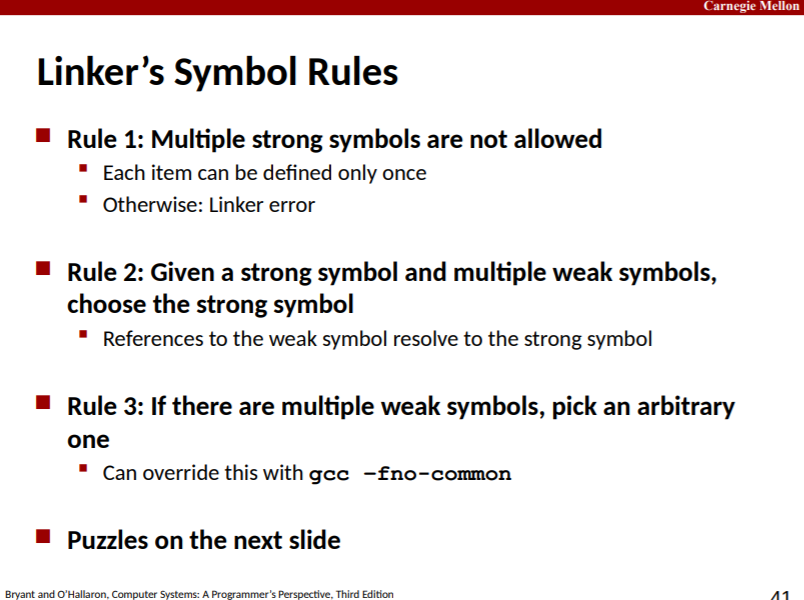 Carnegie Mellon
Linker’s Symbol Rules
Rule 1: Multiple strong symbols are not allowed
Each item can be defined only once
Otherwise: Linker error
Rule 2: Given a strong symbol and multiple weak symbols,
choose the strong symbol
References to the weak symbol resolve to the strong symbol
Rule 3: If there are multiple weak symbols, pick an arbitrary
one
Can override this with gcc –fno-common
Puzzles on the next slide
Bryant and O’Hallaron, Computer Systems: A Programmer’s Perspective, Third Edition
41